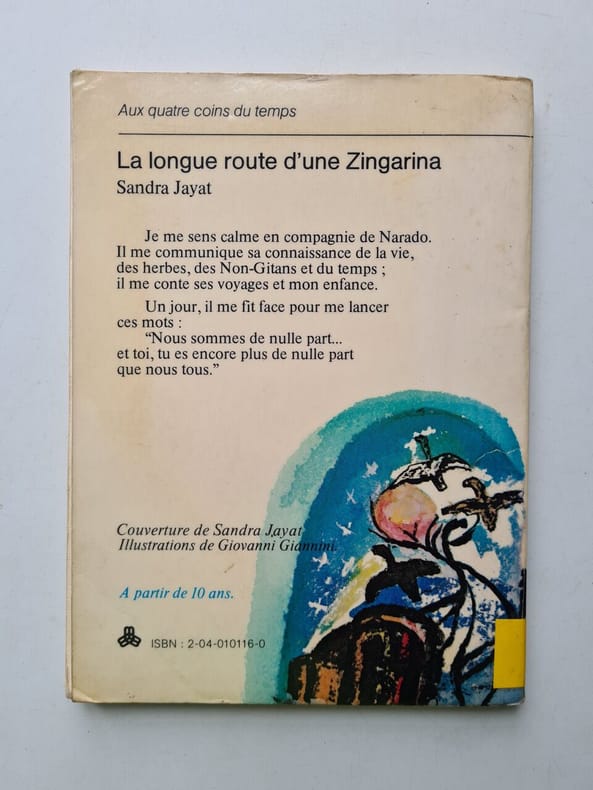 Aux quatre coins du temps
La longue route d'une Zingarina
Sandra Jayat
Je me sens calme en compagnie de Narado.
Il me communique sa connaissance de la vie,
des herbes, des Non-Gitans et du temps ;
il me conte ses voyages et mon enfance.
Un jour, il me fit face pour me lancer
ces mots :
“Nous sommes de nulle part...
et toi, tu es encore plus de nulle part
que nous tous.”
Couverture de Sandra Jayat
Illustrations de Giovanni Giannini.
A partir de 10 ans.
ISBN : 2-04-010116-0